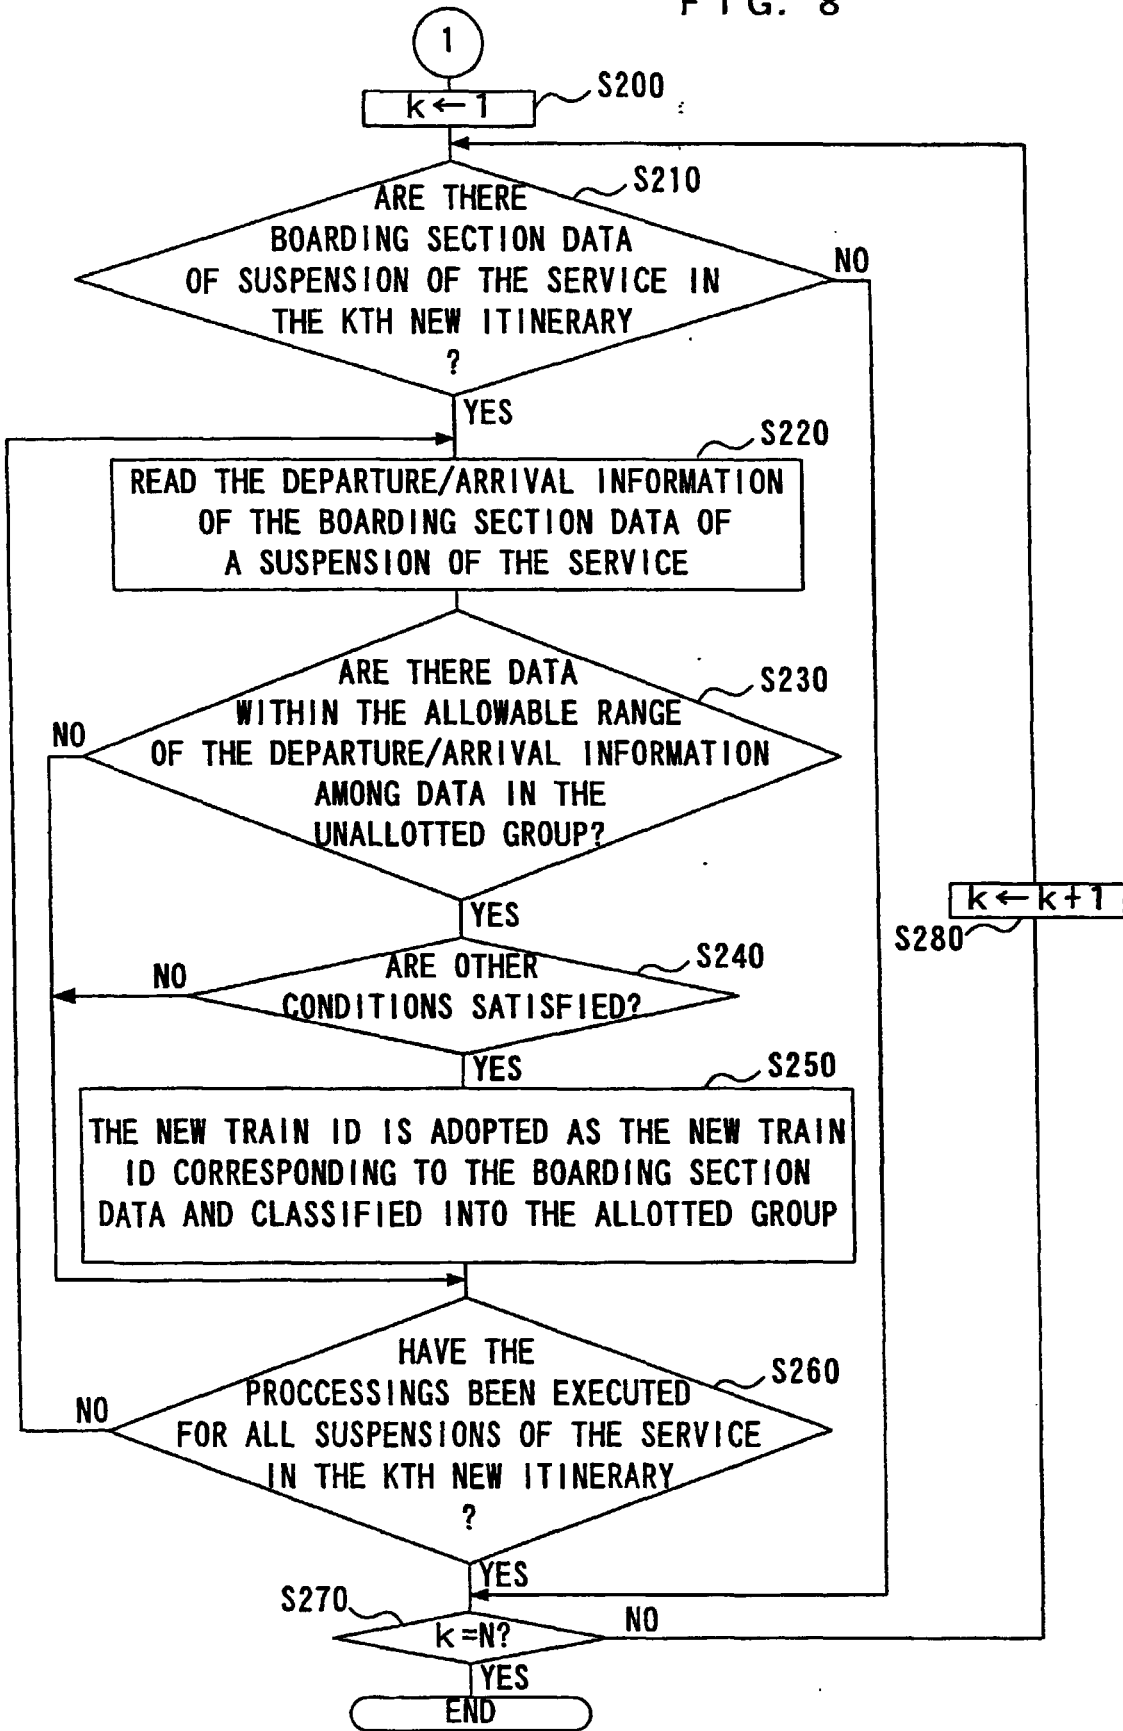 FIG. 8
1
k ← 1
S200
S210
ARE THERE
BOARDING SECTION DATA
OF SUSPENSION OF THE SERVICE IN
THE KTH NEW ITINERARY
?
NO
YES
S220
READ THE DEPARTURE/ARRIVAL INFORMATION
OF THE BOARDING SECTION DATA OF
A SUSPENSION OF THE SERVICE
S230
ARE THERE DATA
WITHIN THE ALLOWABLE RANGE
OF THE DEPARTURE/ARRIVAL INFORMATION
AMONG DATA IN THE
UNALLOTTED GROUP?
NO
YES
k ← k+1
S280
S240
ARE OTHER
CONDITIONS SATISFIED?
NO
YES
S250
THE NEW TRAIN ID IS ADOPTED AS THE NEW TRAIN
ID CORRESPONDING TO THE BOARDING SECTION
DATA AND CLASSIFIED INTO THE ALLOTTED GROUP
S260
HAVE THE
PROCCESSINGS BEEN EXECUTED
FOR ALL SUSPENSIONS OF THE SERVICE
IN THE KTH NEW ITINERARY
?
NO
YES
S270
k=N?
NO
YES
END